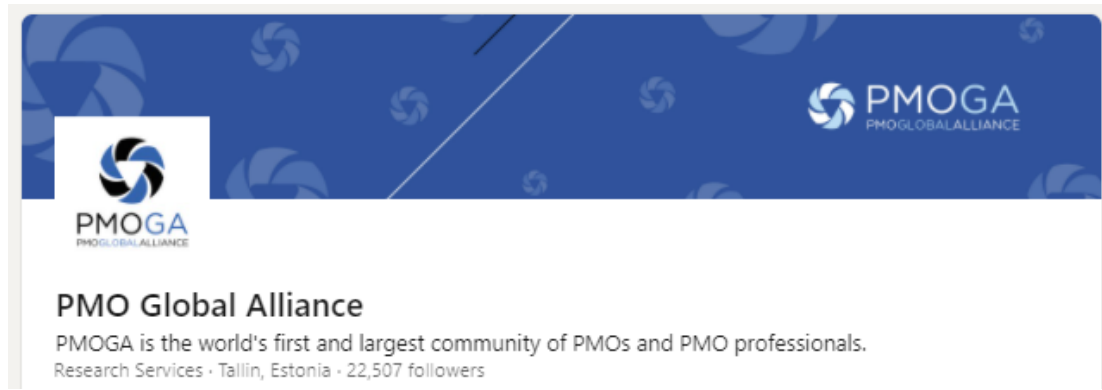 PMOGA
PMOGLOBALALLIANCE
PMOGA
PMOGLOBALALLIANCE
PMO Global Alliance
PMOGA is the world's first and largest community of PMOs and PMO professionals.
Research Services · Tallin, Estonia · 22,507 followers